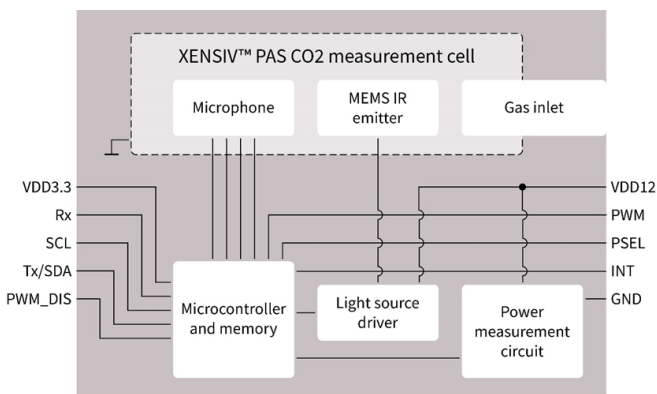 XENSIV™ PAS CO2 measurement cell
Microphone
MEMS IR
emitter
Gas inlet
VDD3.3
Rx
SCL
Tx/SDA
PWM_DIS
VDD12
PWM
PSEL
INT
GND
Microcontroller
and memory
Light source
driver
Power
measurement
circuit